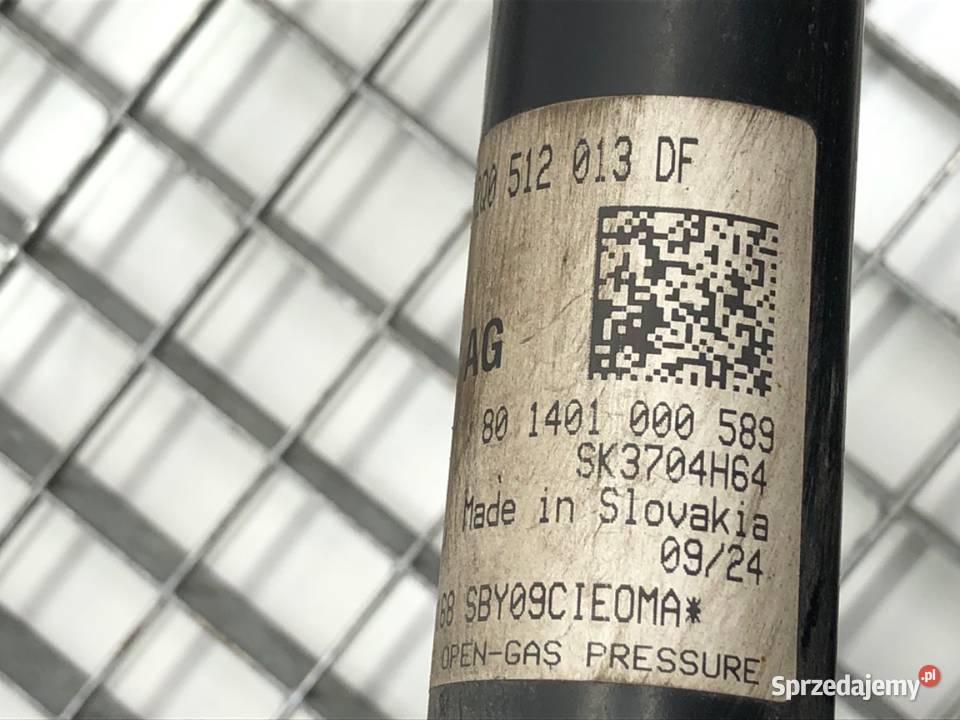 512 013 DF
AG
80 1401 000 589
SK3704H64
Made in Slovakia
09/24
SBY09CIEOMA*
OPEN-GAS PRESSURE
Sprzedajemy.pl